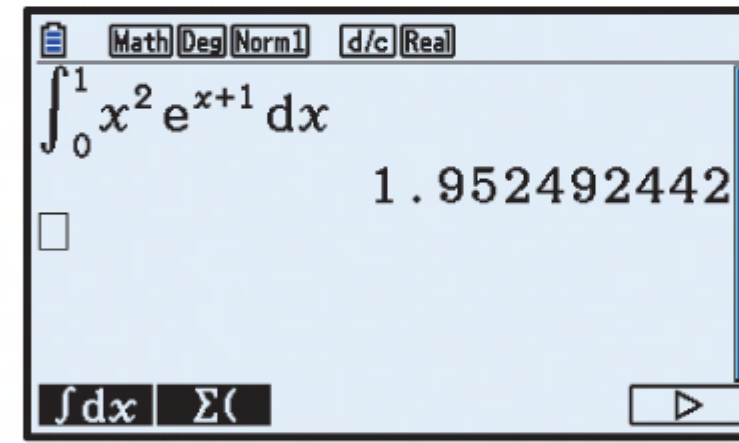 Math Deg Norm1 d/c Real
∫₀¹ x² e^(x+1) dx
1.952492442
∫dx Σ( ▷